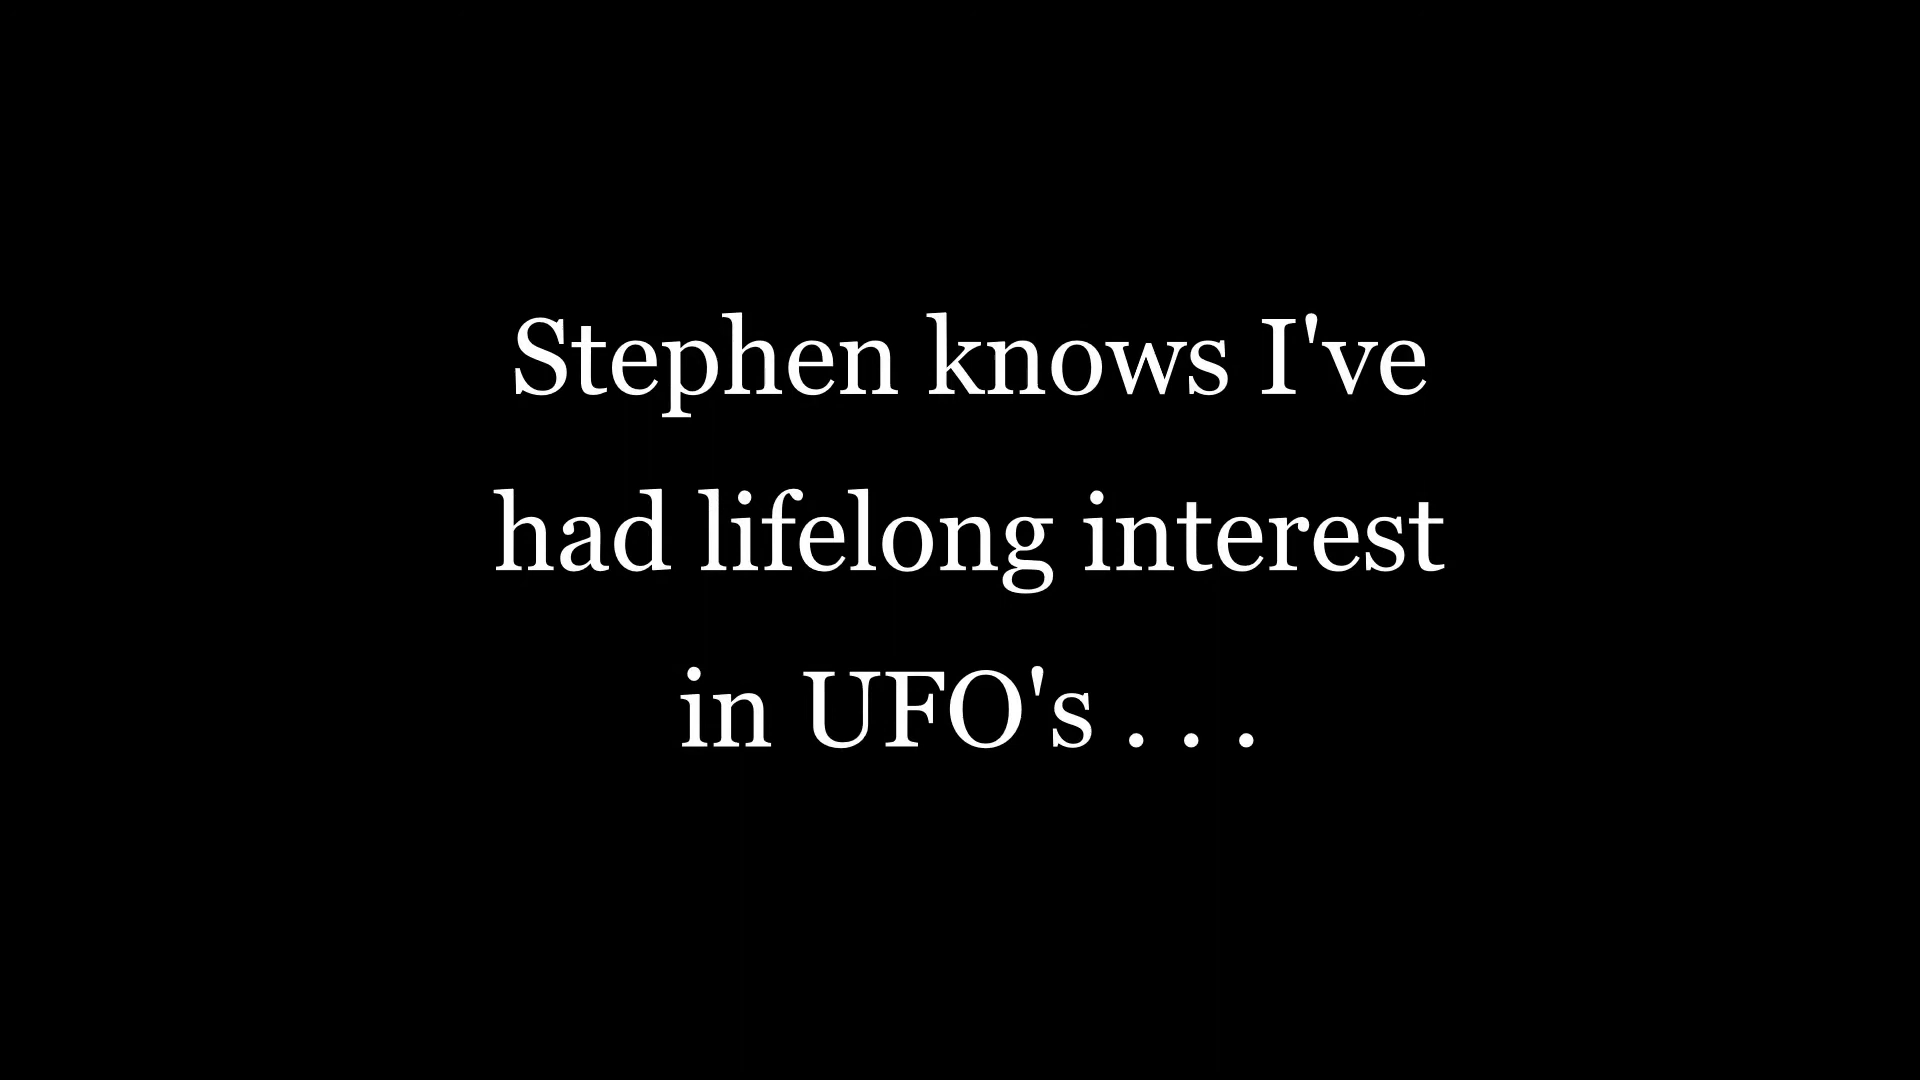 Stephen knows I've
had lifelong interest
in UFO's . . .